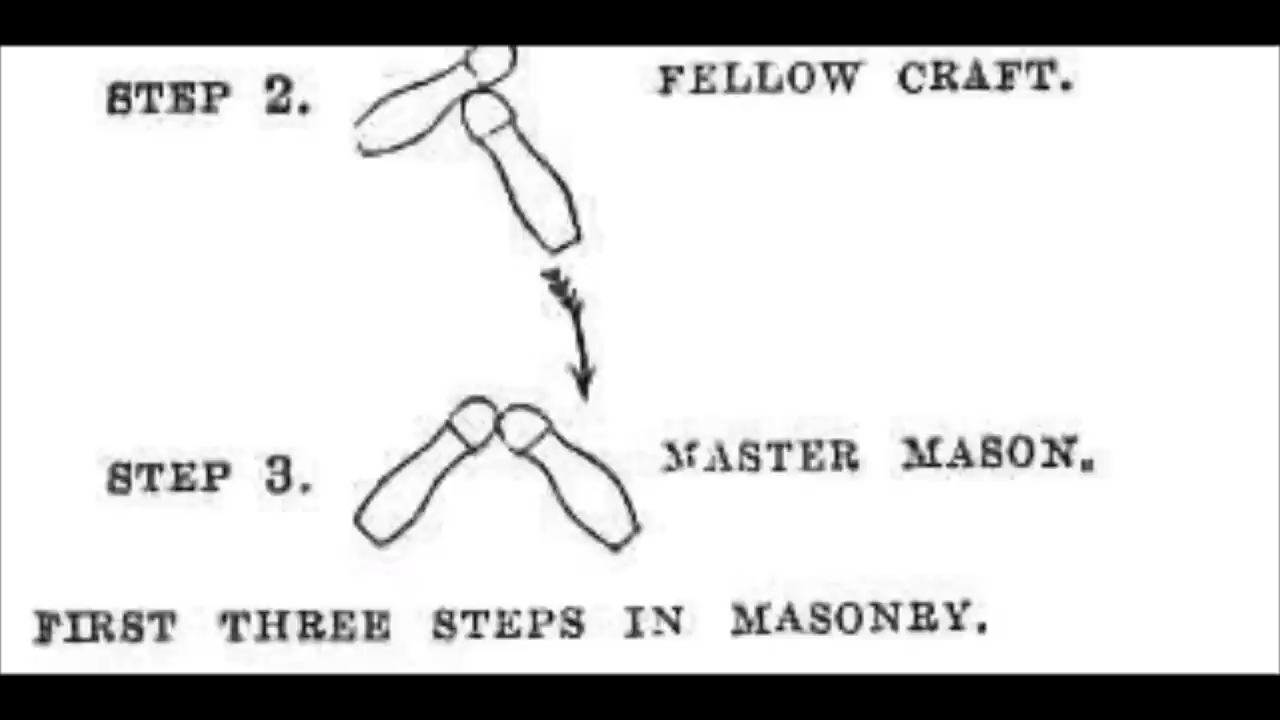 STEP 2. FELLOW CRAFT.
STEP 3. MASTER MASON.
FIRST THREE STEPS IN MASONRY.